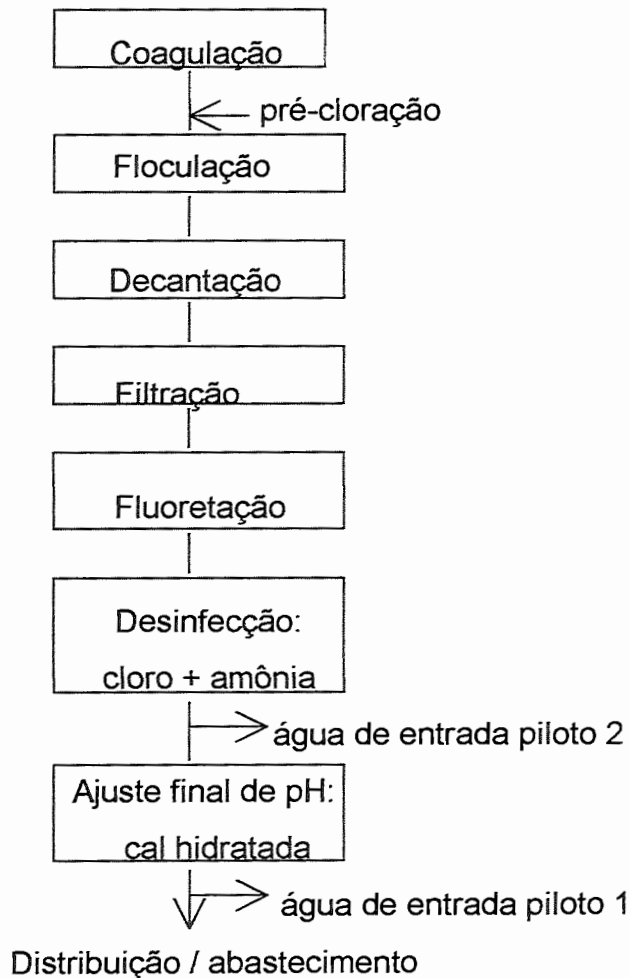 Coagulação
pré-cloração
Floculação
Decantação
Filtração
Fluoretação
Desinfecção:
cloro + amônia
água de entrada piloto 2
Ajuste final de pH:
cal hidratada
água de entrada piloto 1
Distribuição / abastecimento